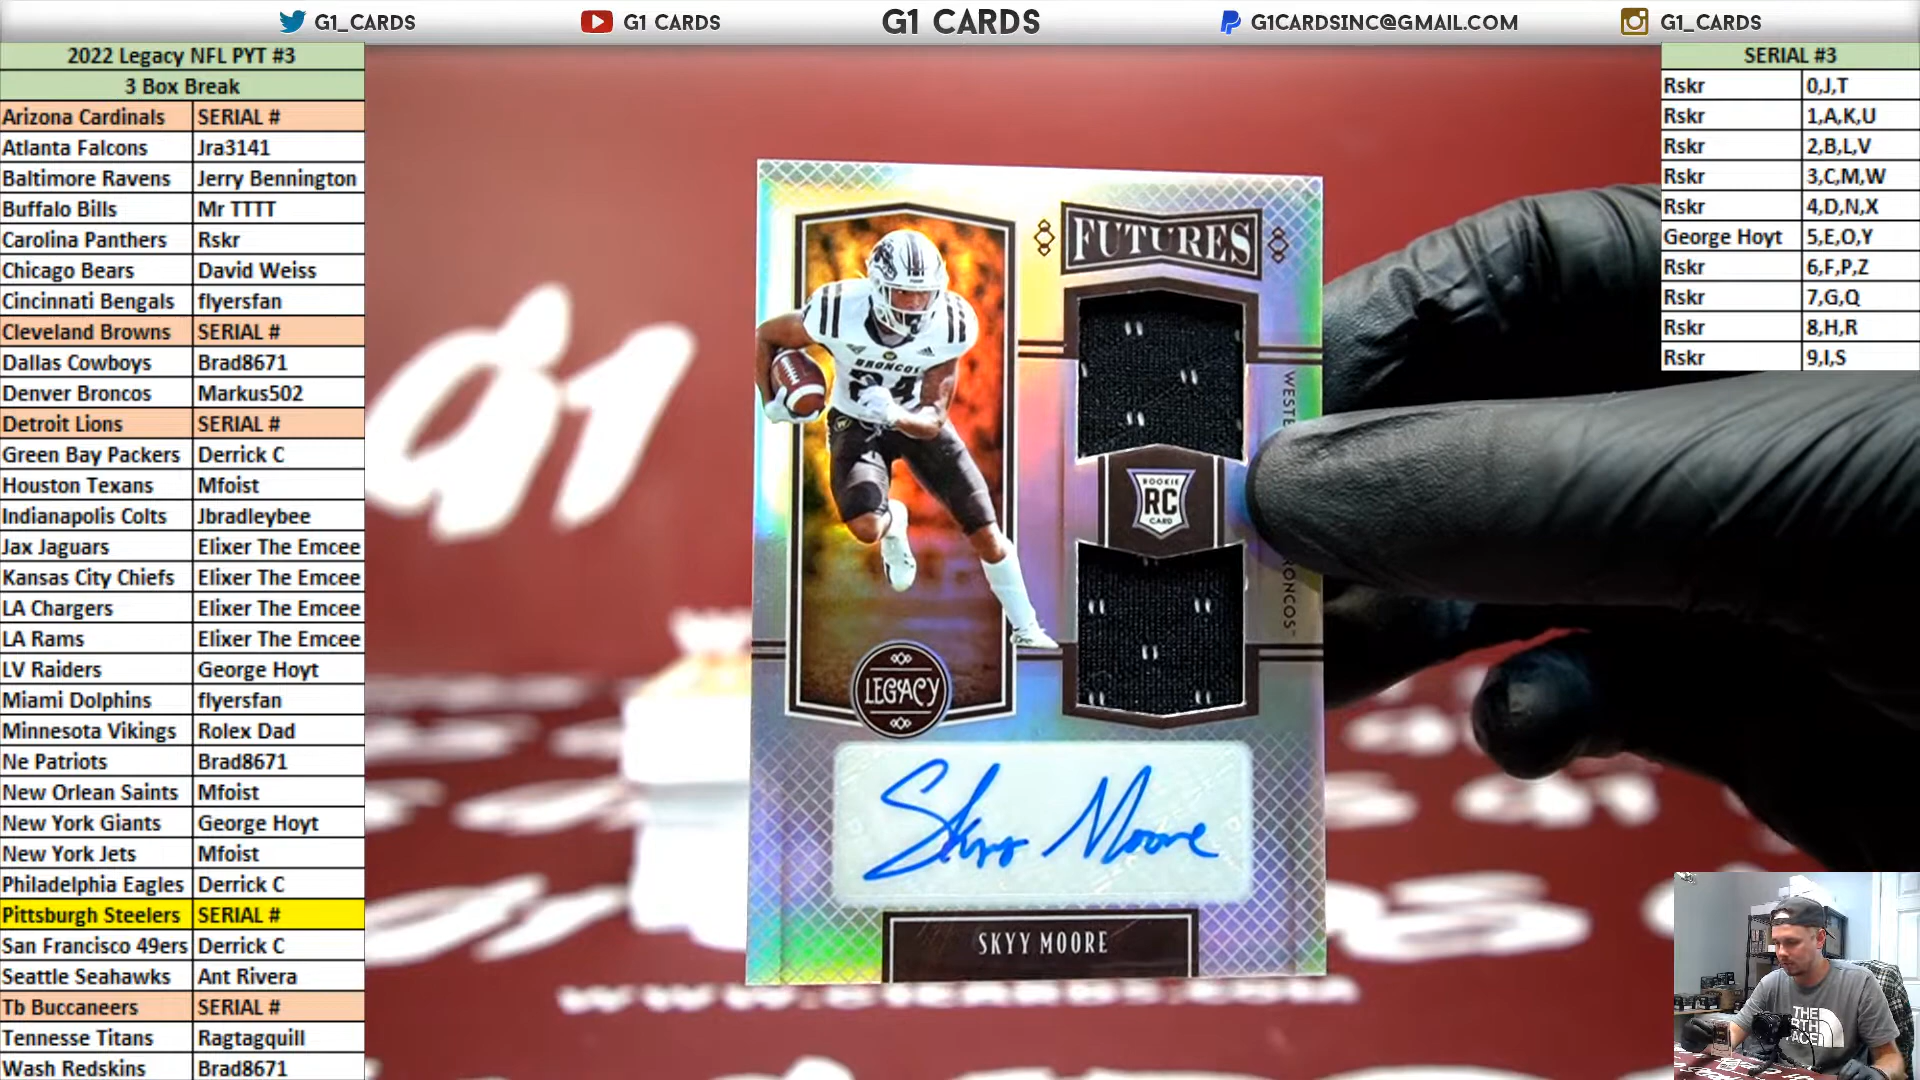 G1_CARDS
G1 CARDS
G1 CARDS
G1CARDSINC@GMAIL.COM
G1_CARDS
2022 Legacy NFL PYT #3
3 Box Break
Arizona Cardinals SERIAL #
Atlanta Falcons Jra3141
Baltimore Ravens Jerry Bennington
Buffalo Bills Mr TTTT
Carolina Panthers Rskr
Chicago Bears David Weiss
Cincinnati Bengals flyersfan
Cleveland Browns SERIAL #
Dallas Cowboys Brad8671
Denver Broncos Markus502
Detroit Lions SERIAL #
Green Bay Packers Derrick C
Houston Texans Mfoist
Indianapolis Colts Jbradleybee
Jax Jaguars Elixer The Emcee
Kansas City Chiefs Elixer The Emcee
LA Chargers Elixer The Emcee
LA Rams Elixer The Emcee
LV Raiders George Hoyt
Miami Dolphins flyersfan
Minnesota Vikings Rolex Dad
Ne Patriots Brad8671
New Orlean Saints Mfoist
New York Giants George Hoyt
New York Jets Mfoist
Philadelphia Eagles Derrick C
Pittsburgh Steelers SERIAL #
San Francisco 49ers Derrick C
Seattle Seahawks Ant Rivera
Tb Buccaneers SERIAL #
Tennesse Titans Ragtagquill
Wash Redskins Brad8671
SERIAL #3
Rskr 0,J,T
Rskr 1,A,K,U
Rskr 2,B,L,V
Rskr 3,C,M,W
Rskr 4,D,N,X
George Hoyt 5,E,O,Y
Rskr 6,F,P,Z
Rskr 7,G,Q
Rskr 8,H,R
Rskr 9,I,S
G1
FUTURES
BRONCOS
24
ROOKIE
RC
CARD
LEGACY
Skyy Moore
SKYY MOORE
THE
NORTH
FACE